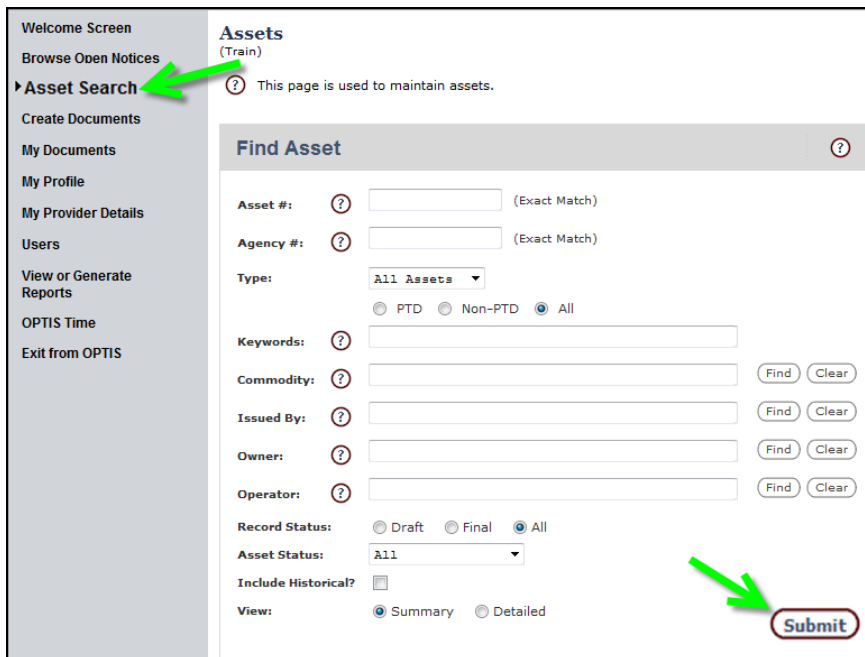 Welcome Screen
Browse Open Notices
Asset Search
Create Documents
My Documents
My Profile
My Provider Details
Users
View or Generate
Reports
OPTIS Time
Exit from OPTIS
Assets
(Train)
? This page is used to maintain assets.
Find Asset ?
Asset #: ? (Exact Match)
Agency #: ? (Exact Match)
Type: All Assets
PTD Non-PTD All
Keywords: ?
Commodity: ? Find Clear
Issued By: ? Find Clear
Owner: ? Find Clear
Operator: ? Find Clear
Record Status: Draft Final All
Asset Status: All
Include Historical?
View: Summary Detailed
Submit